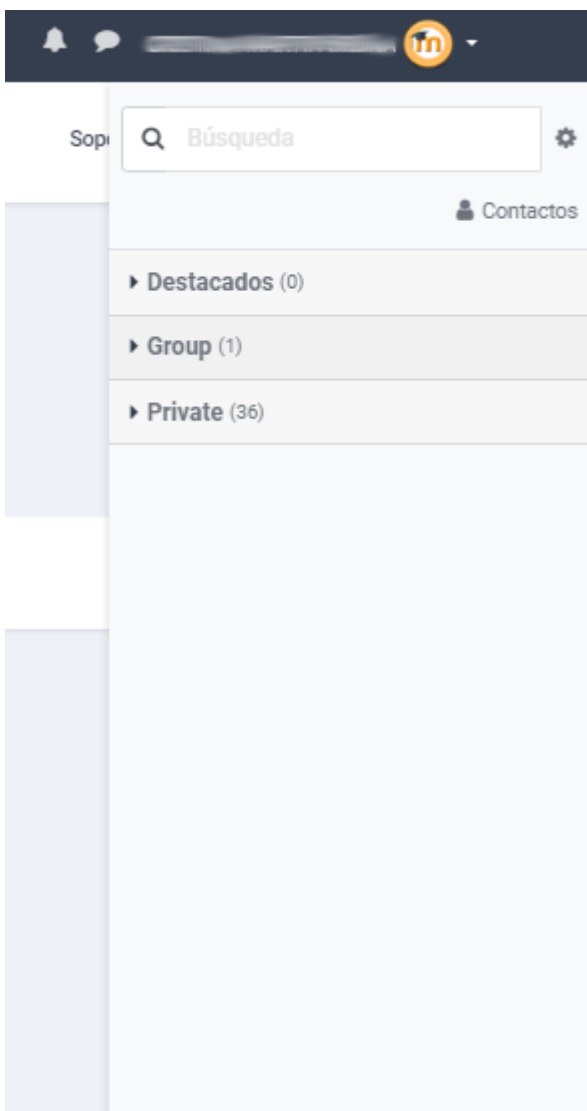 Sop
Búsqueda
Contactos
Destacados (0)
Group (1)
Private (36)